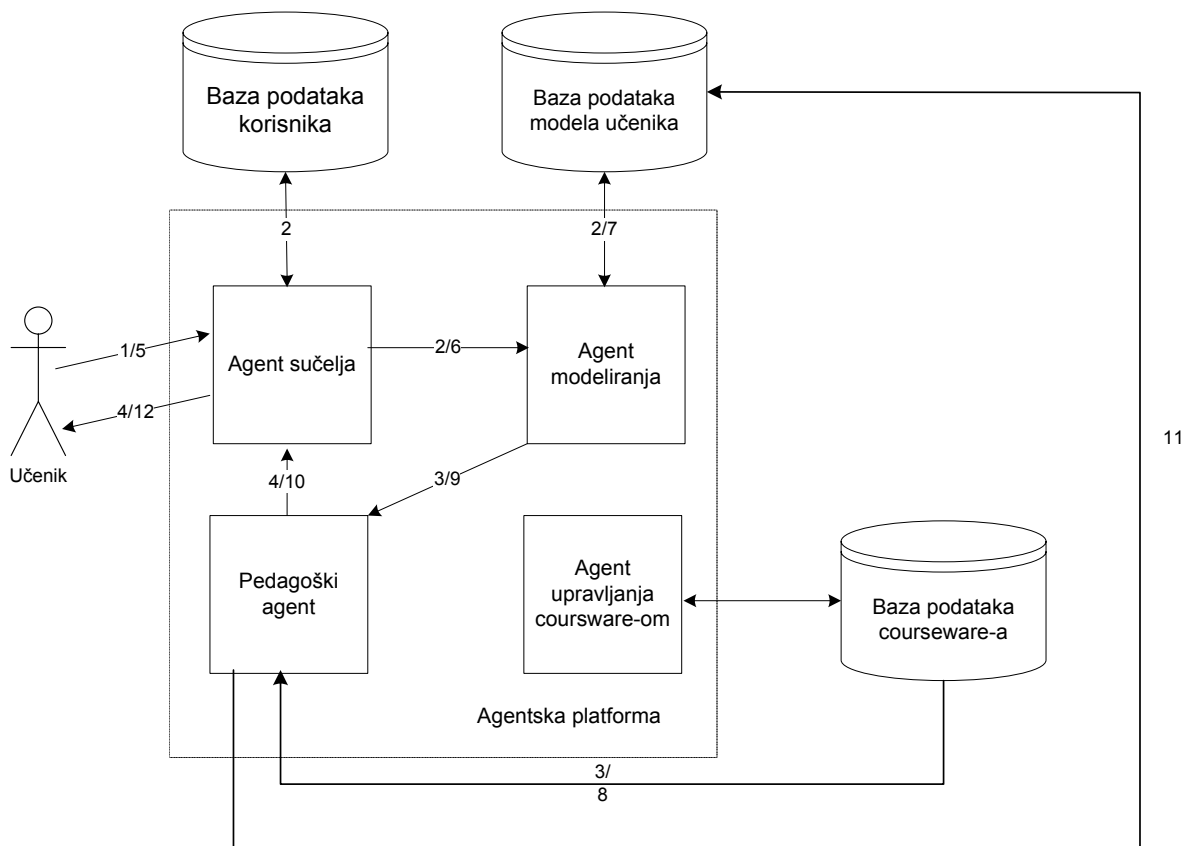 Baza podataka
korisnika
Baza podataka
modela učenika
2
2/7
1/5
Agent sučelja
2/6
Agent
modeliranja
4/12
Učenik
11
4/10
3/9
Pedagoški
agent
Agent
upravljanja
coursware-om
Baza podataka
courseware-a
Agentska platforma
3/
8